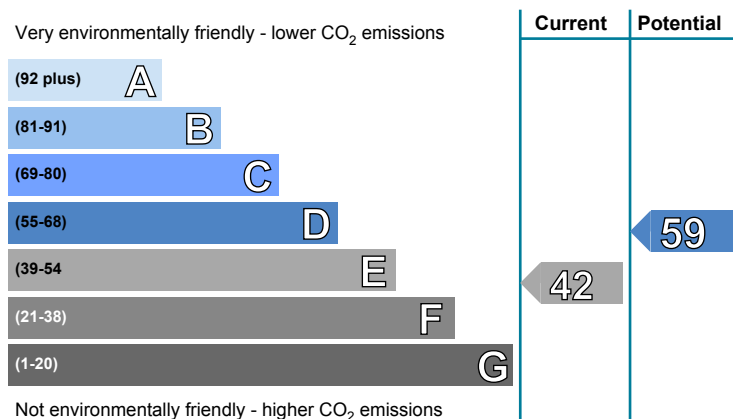 Very environmentally friendly - lower CO2 emissions
Current
Potential
(92 plus) A
(81-91) B
(69-80) C
(55-68) D
59
(39-54 E
42
(21-38) F
(1-20) G
Not environmentally friendly - higher CO2 emissions